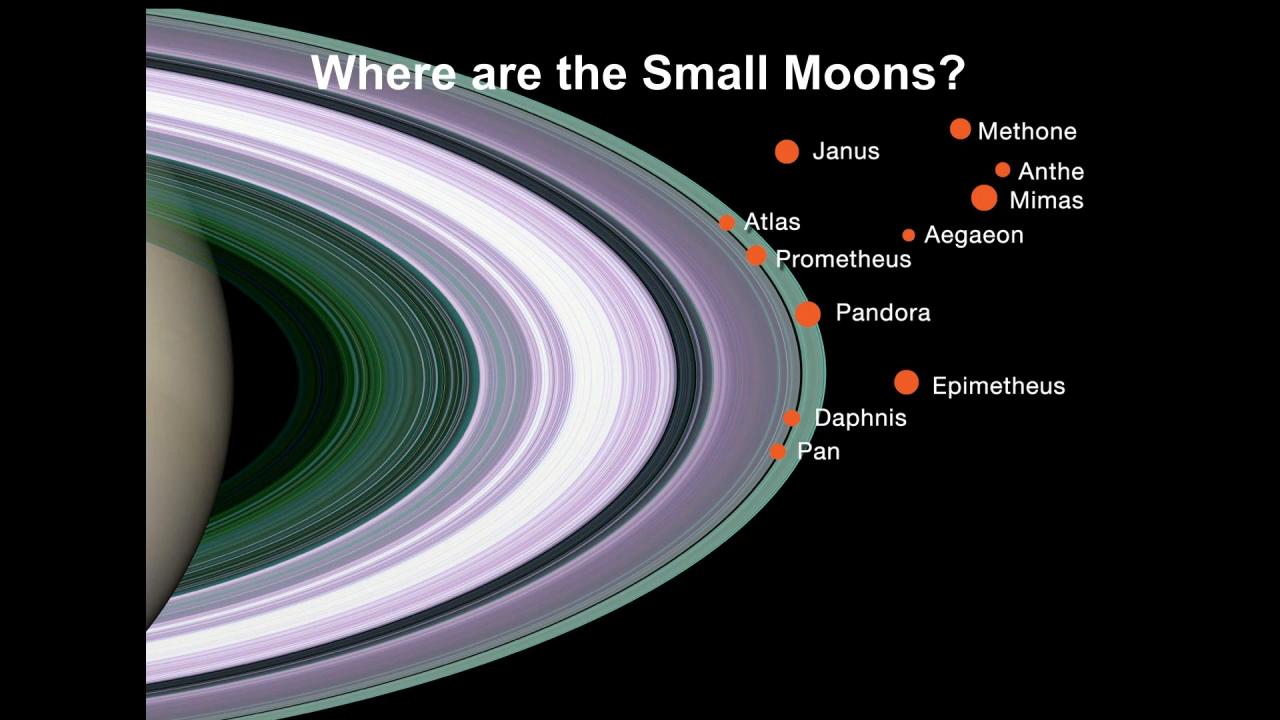 Where are the Small Moons?
Methone
Janus
Anthe
Mimas
Atlas
Aegaeon
Prometheus
Pandora
Epimetheus
Daphnis
Pan